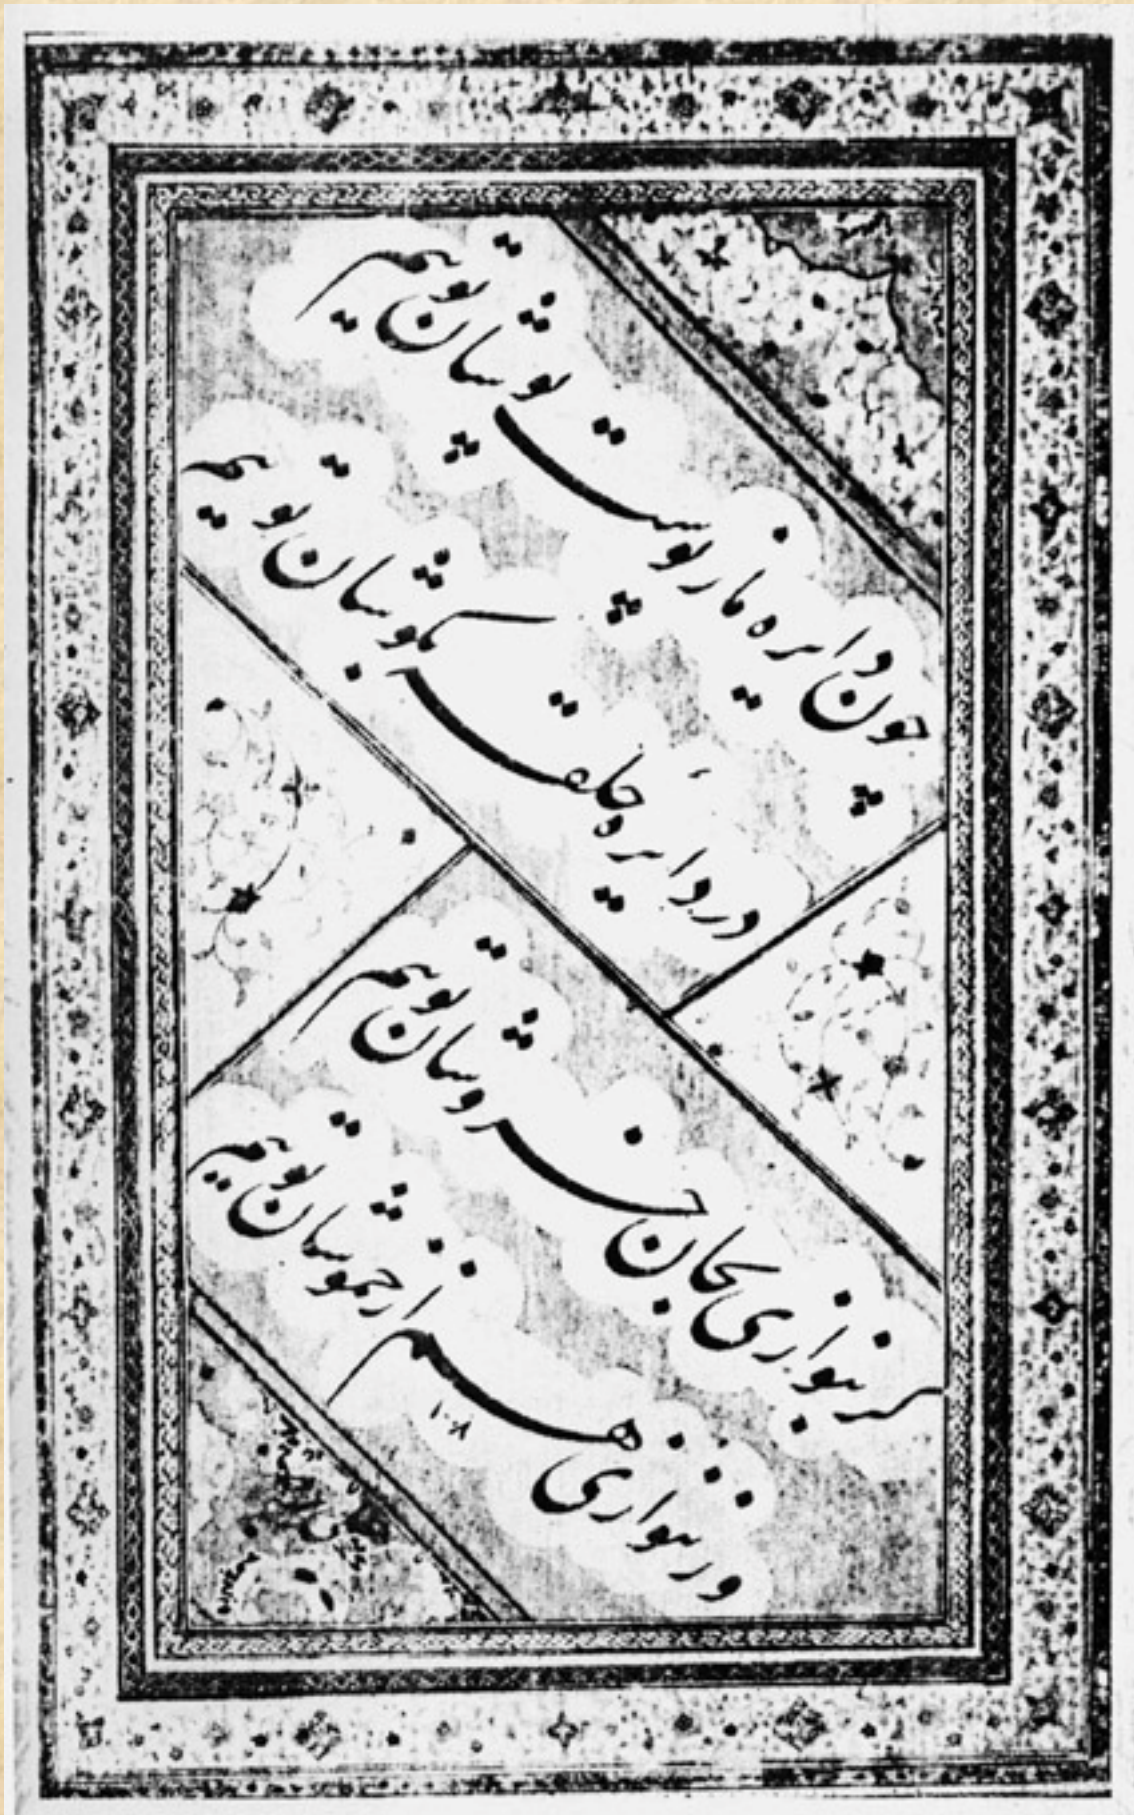 چون دایره ما ز پوست پوشان توییم
در دایره حلقه بگوشان توییم
گر بنوازی بجان خروشان توییم
ور ننوازی هم از خموشان توییم
۱۰۸